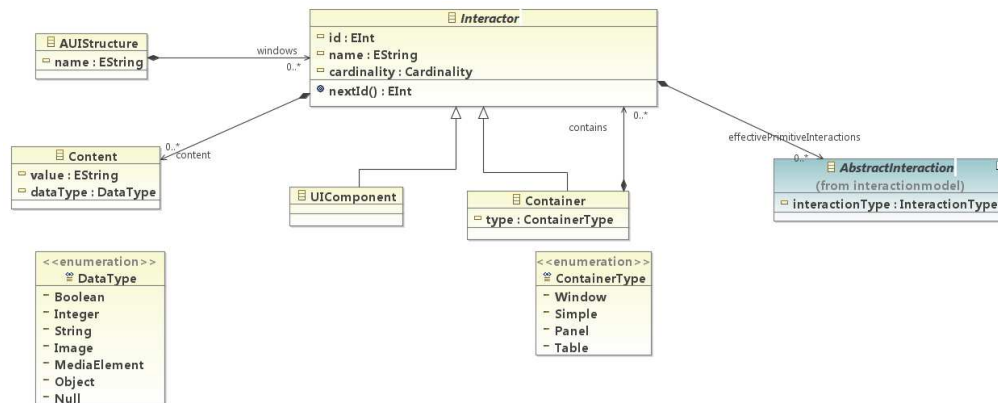 Interactor
id : EInt
name : EString
cardinality : Cardinality
nextId() : EInt
AUIStructure
name : EString
windows
0..*
0..*
content
Content
value : EString
dataType : DataType
contains
0..*
effectivePrimitiveInteractions
0..*
AbstractInteraction
(from interactionmodel)
interactionType : InteractionType
UIComponent
Container
type : ContainerType
<<enumeration>>
DataType
Boolean
Integer
String
Image
MediaElement
Object
Null
<<enumeration>>
ContainerType
Window
Simple
Panel
Table